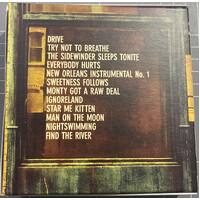 DRIVE
TRY NOT TO BREATHE
THE SIDEWINDER SLEEPS TONITE
EVERYBODY HURTS
NEW ORLEANS INSTRUMENTAL No. 1
SWEETNESS FOLLOWS
MONTY GOT A RAW DEAL
IGNORELAND
STAR ME KITTEN
MAN ON THE MOON
NIGHTSWIMMING
FIND THE RIVER